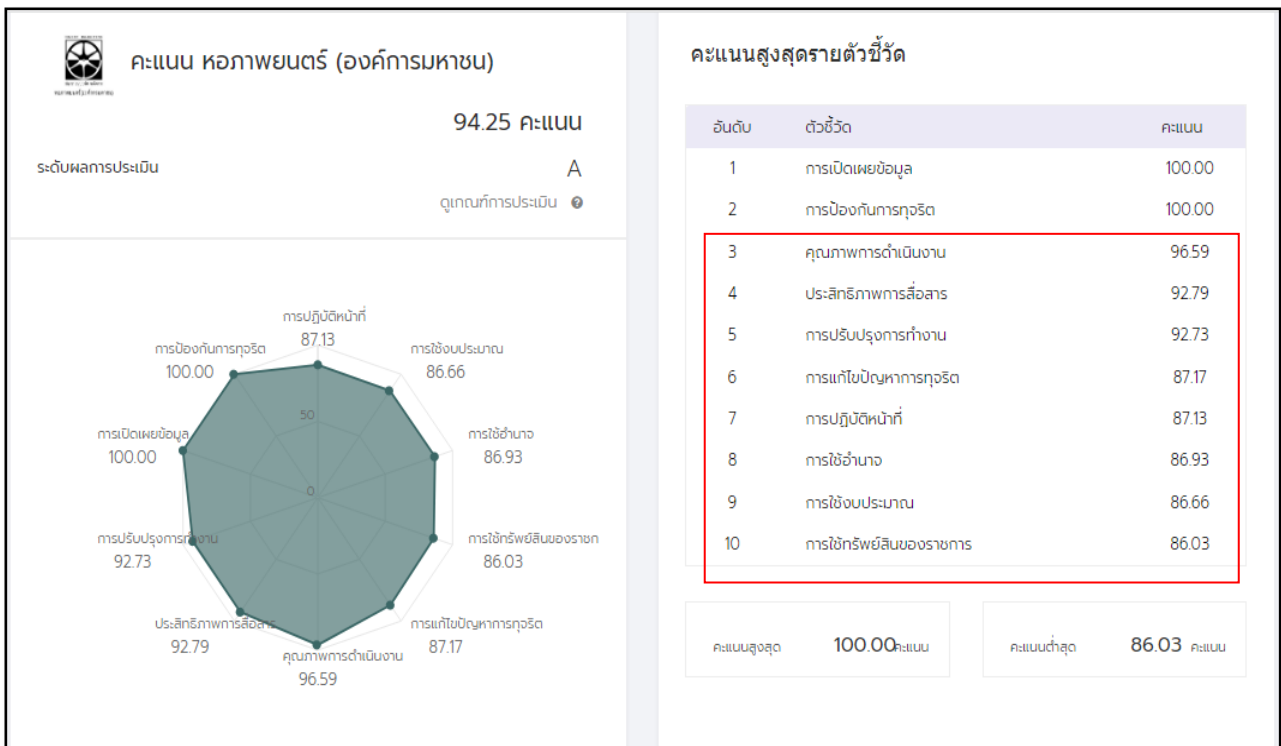 คะแนน หอภาพยนตร์ (องค์การมหาชน)
94.25 คะแนน
ระดับผลการประเมิน A
ดูเกณฑ์การประเมิน
การปฏิบัติหน้าที่
87.13
การป้องกันการทุจริต
100.00
การใช้งบประมาณ
86.66
50
การเปิดเผยข้อมูล
100.00
การใช้อำนาจ
86.93
0
การปรับปรุงการทำงาน
92.73
การใช้ทรัพย์สินของราชก
86.03
ประสิทธิภาพการสื่อสาร
92.79
การแก้ไขปัญหาการทุจริต
87.17
คุณภาพการดำเนินงาน
96.59
คะแนนสูงสุดรายตัวชี้วัด
อันดับ ตัวชี้วัด คะแนน
1 การเปิดเผยข้อมูล 100.00
2 การป้องกันการทุจริต 100.00
3 คุณภาพการดำเนินงาน 96.59
4 ประสิทธิภาพการสื่อสาร 92.79
5 การปรับปรุงการทำงาน 92.73
6 การแก้ไขปัญหาการทุจริต 87.17
7 การปฏิบัติหน้าที่ 87.13
8 การใช้อำนาจ 86.93
9 การใช้งบประมาณ 86.66
10 การใช้ทรัพย์สินของราชการ 86.03
คะแนนสูงสุด 100.00คะแนน
คะแนนต่ำสุด 86.03 คะแนน